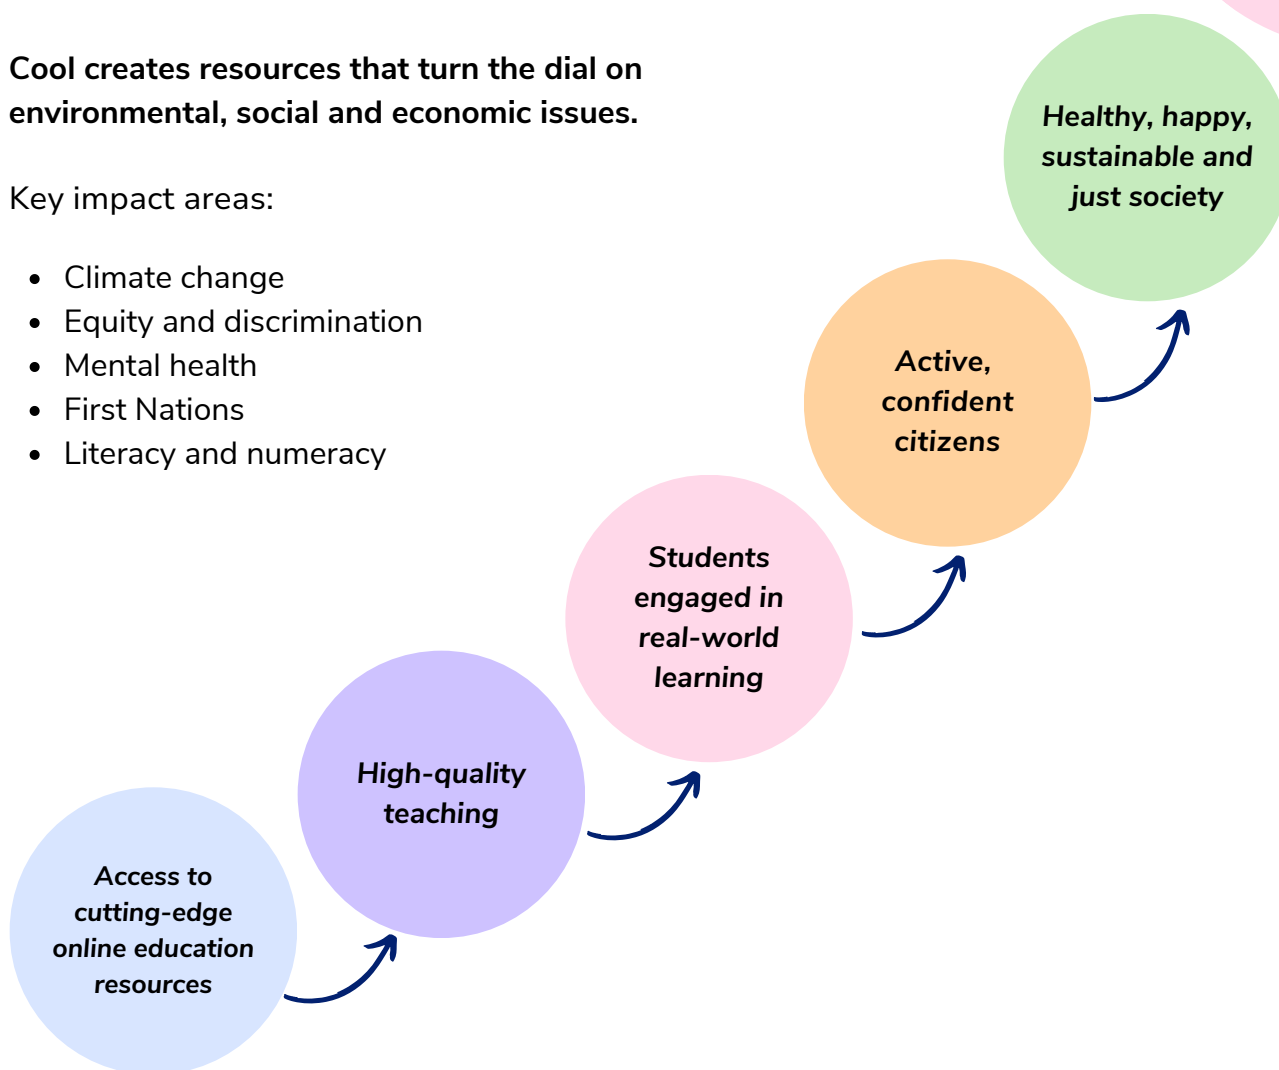 Cool creates resources that turn the dial on
environmental, social and economic issues.
Key impact areas:
• Climate change
• Equity and discrimination
• Mental health
• First Nations
• Literacy and numeracy
Access to
cutting-edge
online education
resources
High-quality
teaching
Students
engaged in
real-world
learning
Active,
confident
citizens
Healthy, happy,
sustainable and
just society